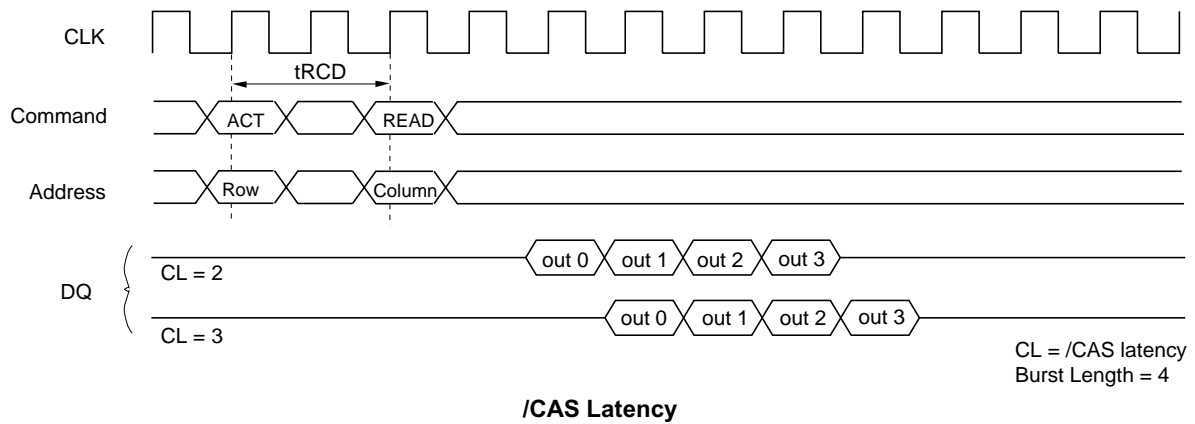 CLK
tRCD
Command
ACT
READ
Address
Row
Column
DQ
CL = 2
out 0
out 1
out 2
out 3
CL = 3
out 0
out 1
out 2
out 3
CL = /CAS latency
Burst Length = 4
/CAS Latency